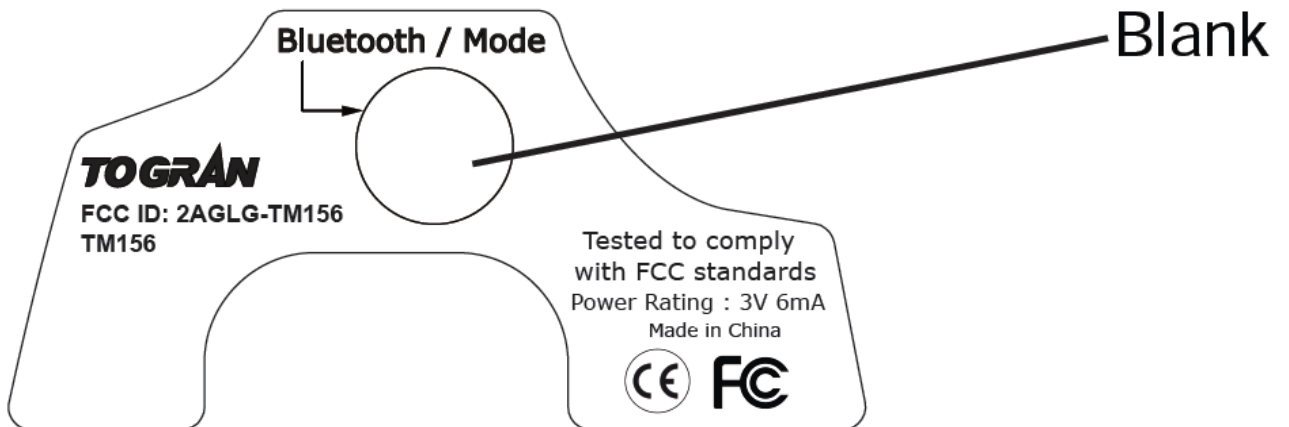 Bluetooth / Mode
Blank
TOGRAN
FCC ID: 2AGLG-TM156
TM156
Tested to comply
with FCC standards
Power Rating : 3V 6mA
Made in China
CE FC